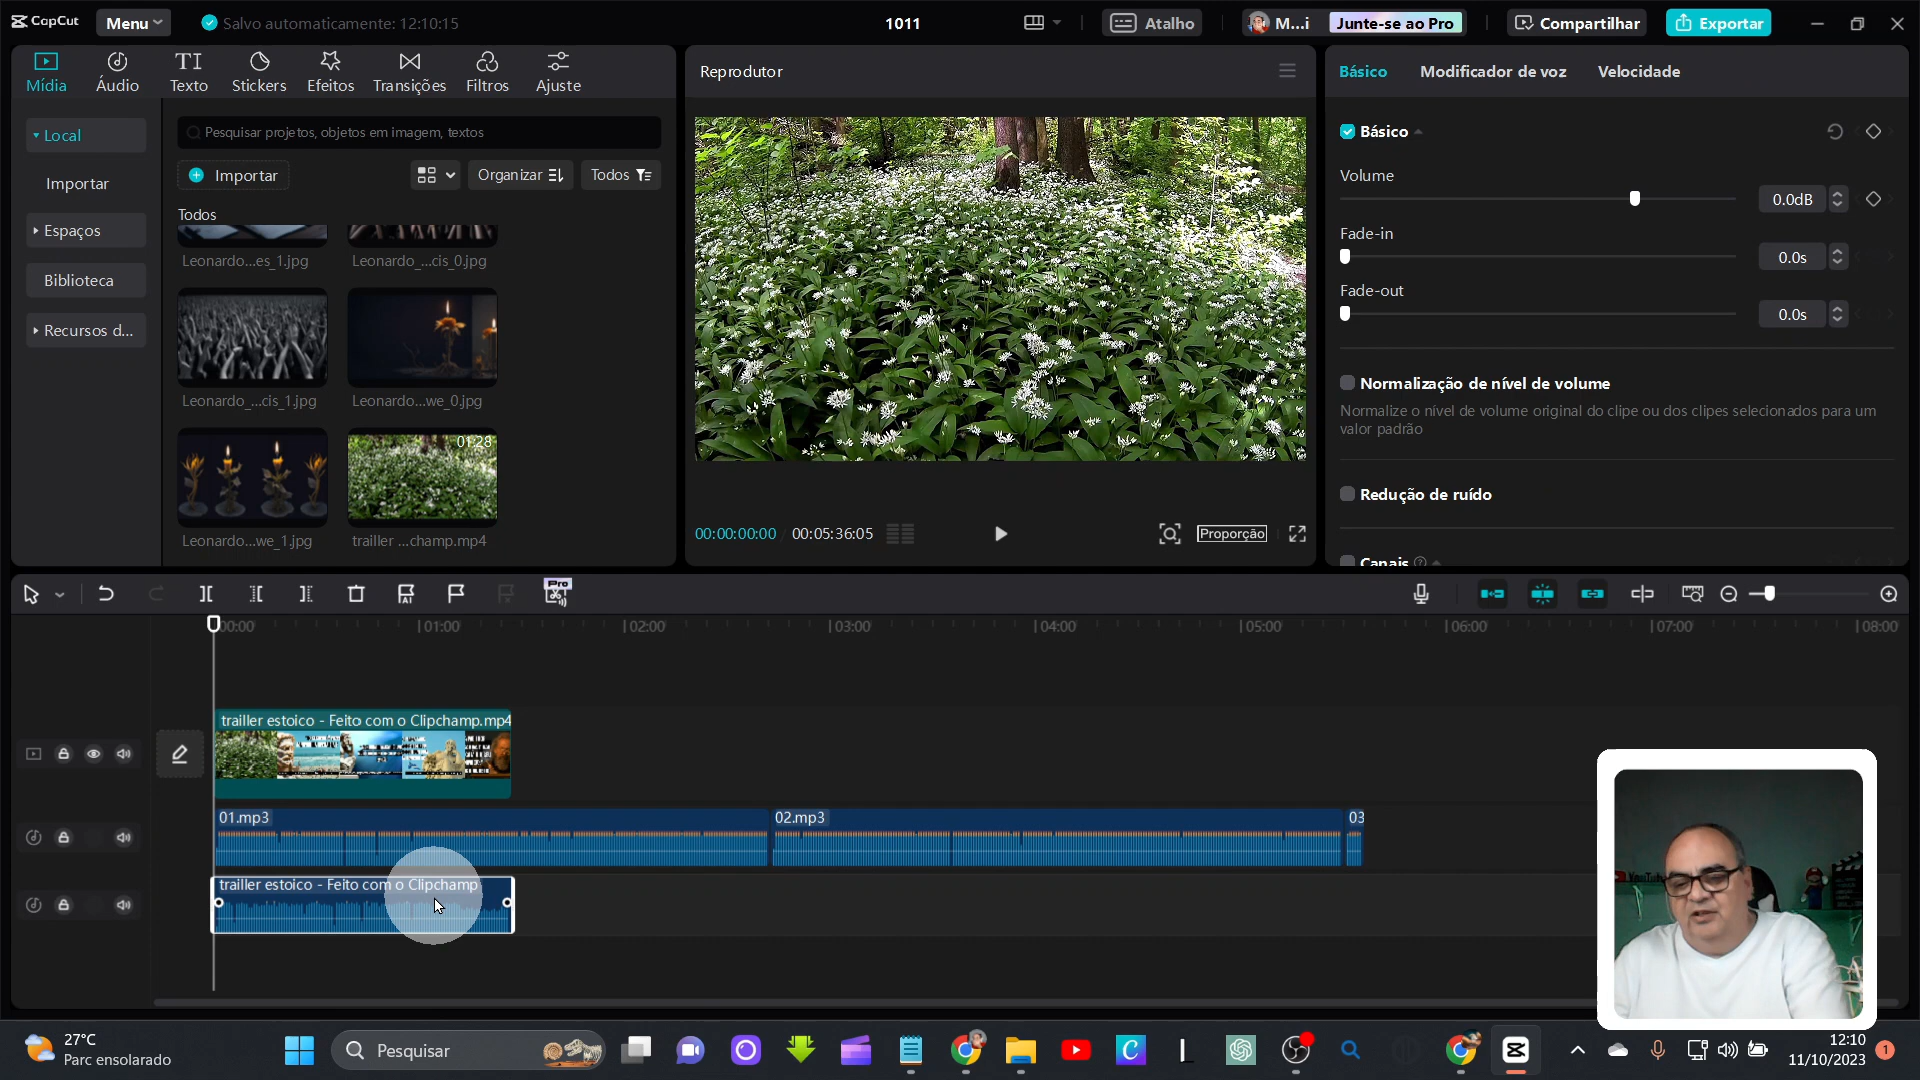 CapCut
Menu
Salvo automaticamente: 12:10:15
1011
Atalho
M...i
Junte-se ao Pro
Compartilhar
Exportar
Mídia
Áudio
Texto
Stickers
Efeitos
Transições
Filtros
Ajuste
Local
Importar
Espaços
Biblioteca
Recursos d...
Pesquisar projetos, objetos em imagem, textos
Importar
Organizar
Todos
Todos
Leonardo...es_1.jpg
Leonardo_...cis_0.jpg
Leonardo_...cis_1.jpg
Leonardo...we_0.jpg
01:28
Leonardo...we_1.jpg
trailler ...champ.mp4
Reprodutor
00:00:00:00
00:05:36:05
Proporção
Básico
Modificador de voz
Velocidade
Básico
Volume
0.0dB
Fade-in
0.0s
Fade-out
0.0s
Normalização de nível de volume
Normalize o nível de volume original do clipe ou dos clipes selecionados para um
valor padrão
Redução de ruído
Canais
Pro
00:00
01:00
02:00
03:00
04:00
05:00
06:00
07:00
08:00
trailler estoico - Feito com o Clipchamp.mp4
01.mp3
02.mp3
03
trailler estoico - Feito com o Clipchamp
27°C
Parc ensolarado
Pesquisar
12:10
11/10/2023
1